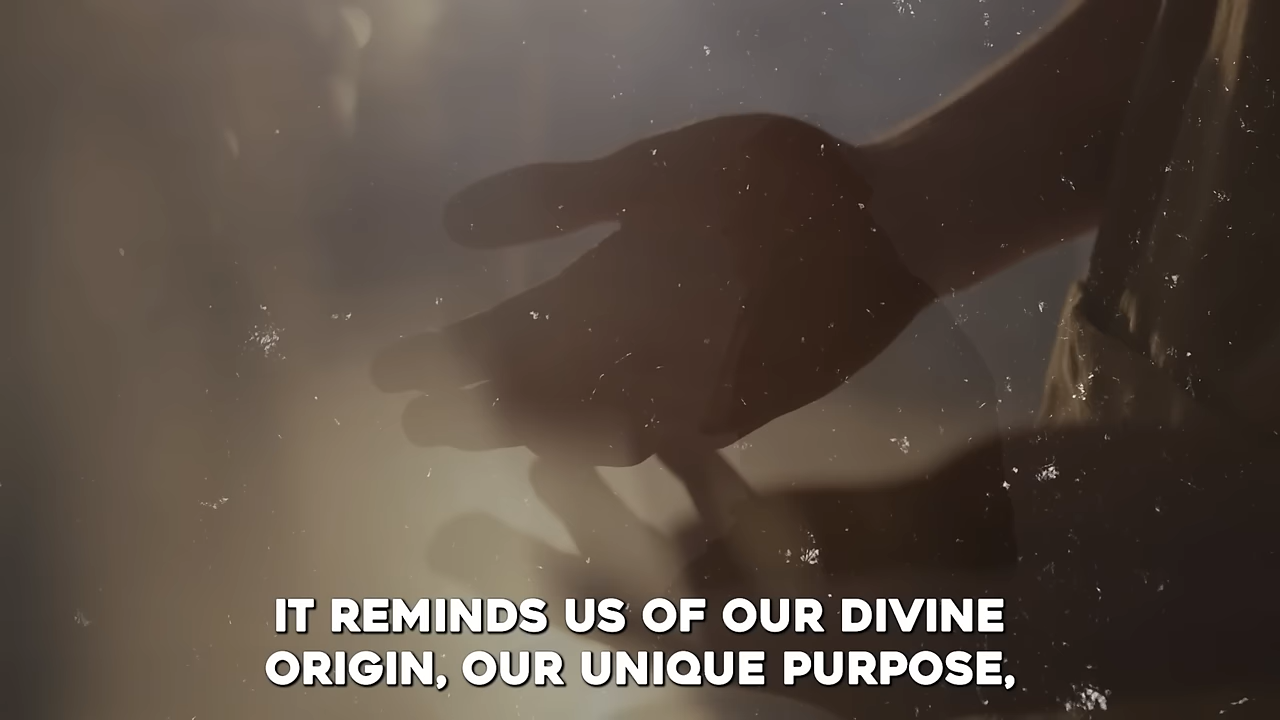 IT REMINDS US OF OUR DIVINE
ORIGIN, OUR UNIQUE PURPOSE,